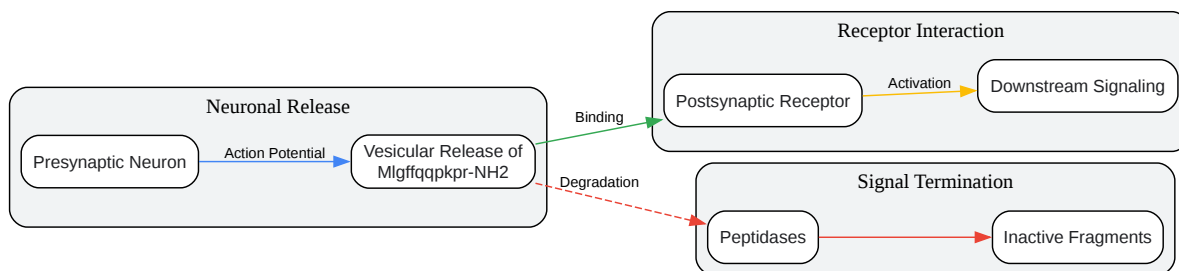 Neuronal Release
Presynaptic Neuron
Action Potential
Vesicular Release of
Mlgffqqpkpr-NH2
Binding
Degradation
Receptor Interaction
Postsynaptic Receptor
Activation
Downstream Signaling
Signal Termination
Peptidases
Inactive Fragments